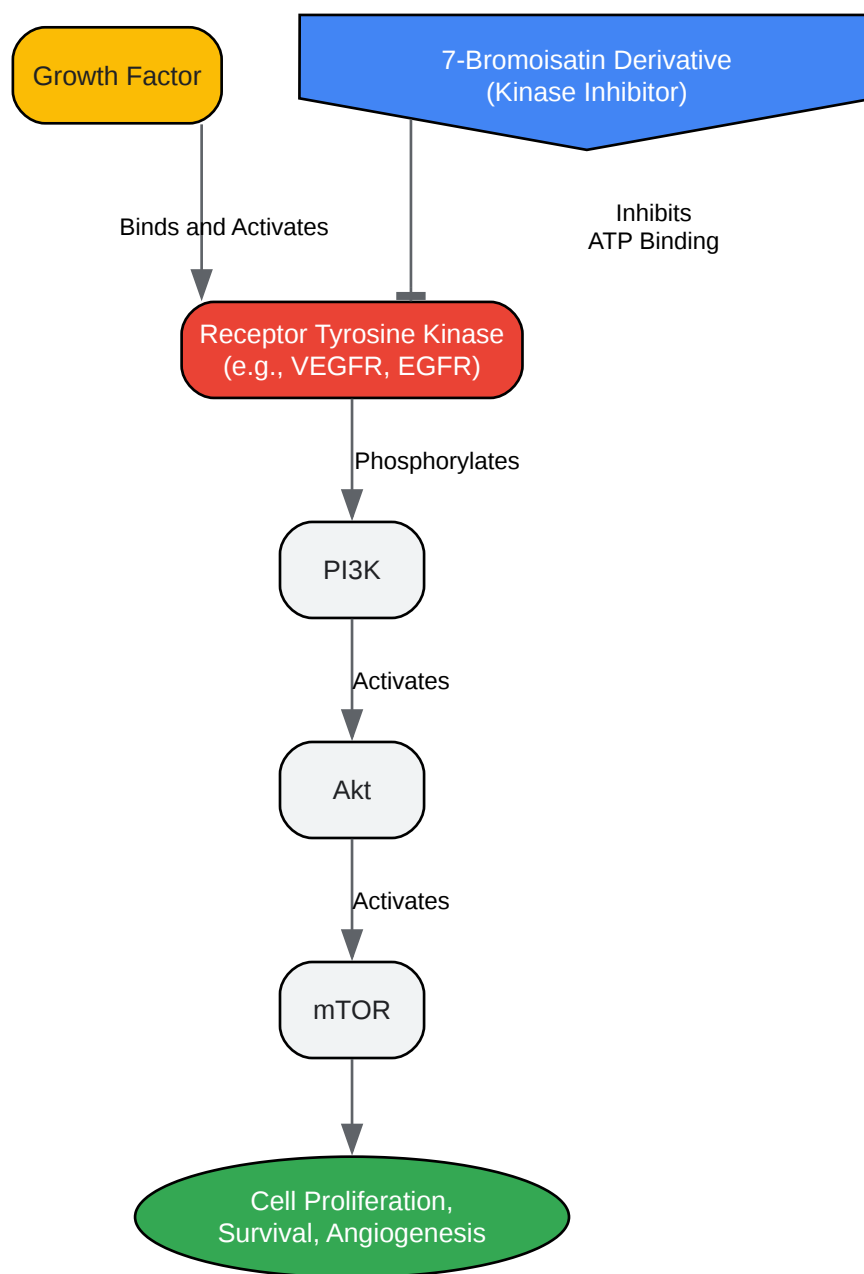 Growth Factor
7-Bromoisatin Derivative
(Kinase Inhibitor)
Binds and Activates
Inhibits
ATP Binding
Receptor Tyrosine Kinase
(e.g., VEGFR, EGFR)
Phosphorylates
PI3K
Activates
Akt
Activates
mTOR
Cell Proliferation,
Survival, Angiogenesis